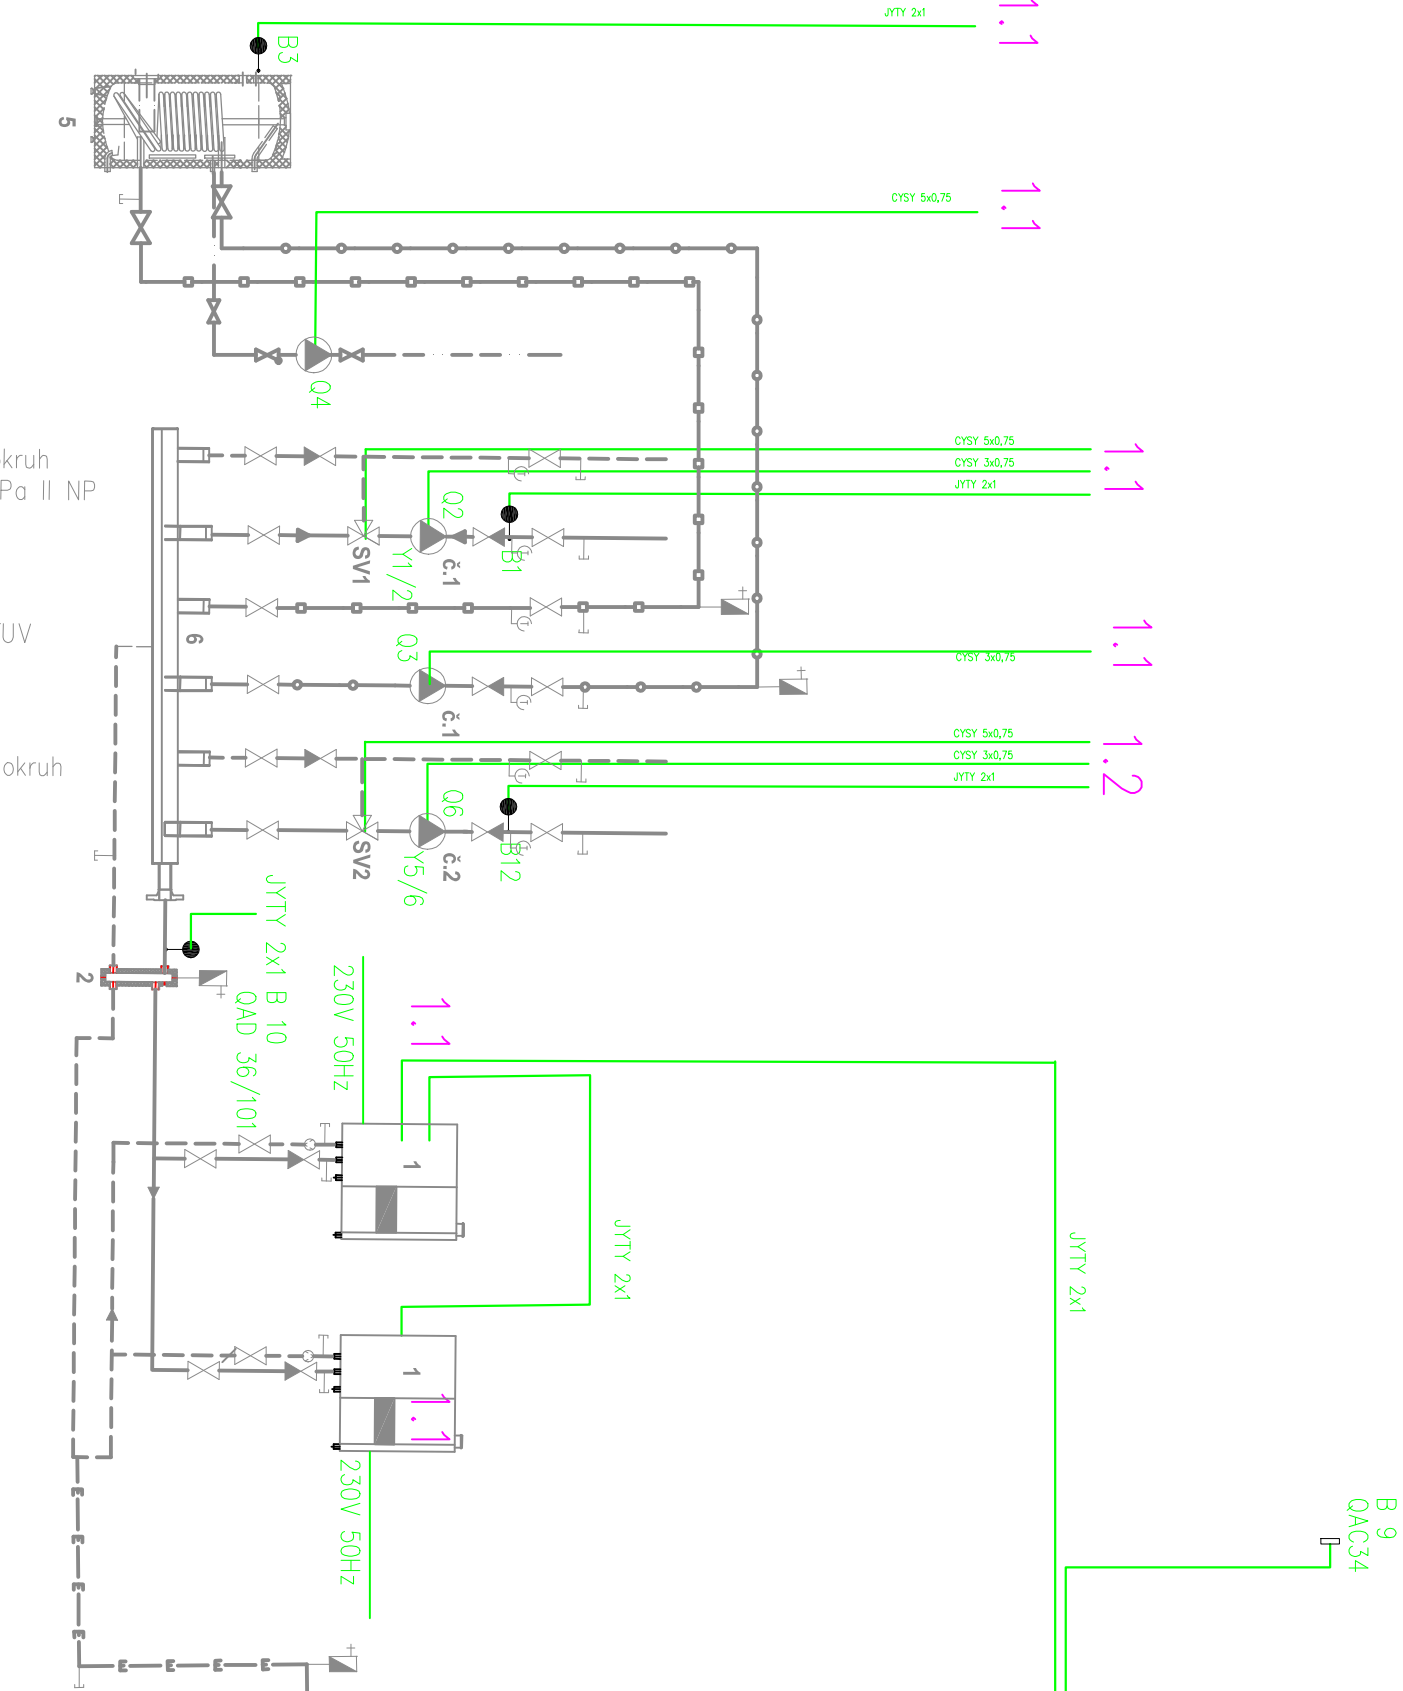 JYTY 2x1
1.1
B3
5
CYSY 5x0,75
1.1
Q4
okruh
Pa II NP
CYSY 5x0,75
CYSY 3x0,75
JYTY 2x1
1.1
Q2
B1
SV1
Y1/2
č.1
6
UV
Q3
CYSY 3x0,75
1.1
č.1
okruh
CYSY 5x0,75
CYSY 3x0,75
JYTY 2x1
1.2
Q6
B12
SV2
Y5/6
č.2
JYTY 2x1 B 10
QAD 36/101
2
230V 50Hz
1.1
1
JYTY 2x1
JYTY 2x1
1
1.1
230V 50Hz
B 9
QAC34